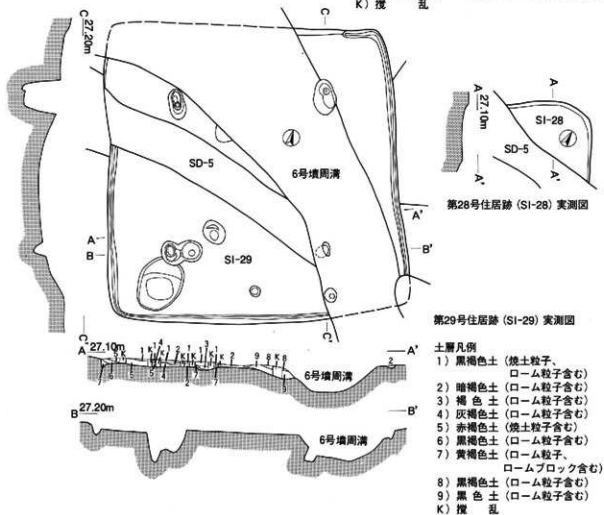 K) 攪 乱
C
27.20m
C
SD-5
6号墳周溝
A
B
SI-29
A'
B'
C
C'
A
27.10m
A
SI-28
SD-5
A'
A'
第28号住居跡 (SI-28) 実測図
第29号住居跡 (SI-29) 実測図
A 27.10m
A'
6号墳周溝
B 27.20m
B'
6号墳周溝
土層凡例
1) 黒褐色土 (焼土粒子、
ローム粒子含む)
2) 暗褐色土 (ローム粒子含む)
3) 褐 色 土 (ローム粒子含む)
4) 灰褐色土 (ローム粒子含む)
5) 赤褐色土 (焼土粒子含む)
6) 黒褐色土 (ローム粒子含む)
7) 黄褐色土 (ローム粒子、
ロームブロック含む)
8) 黒褐色土 (ローム粒子含む)
9) 黒 色 土 (ローム粒子含む)
K) 攪 乱